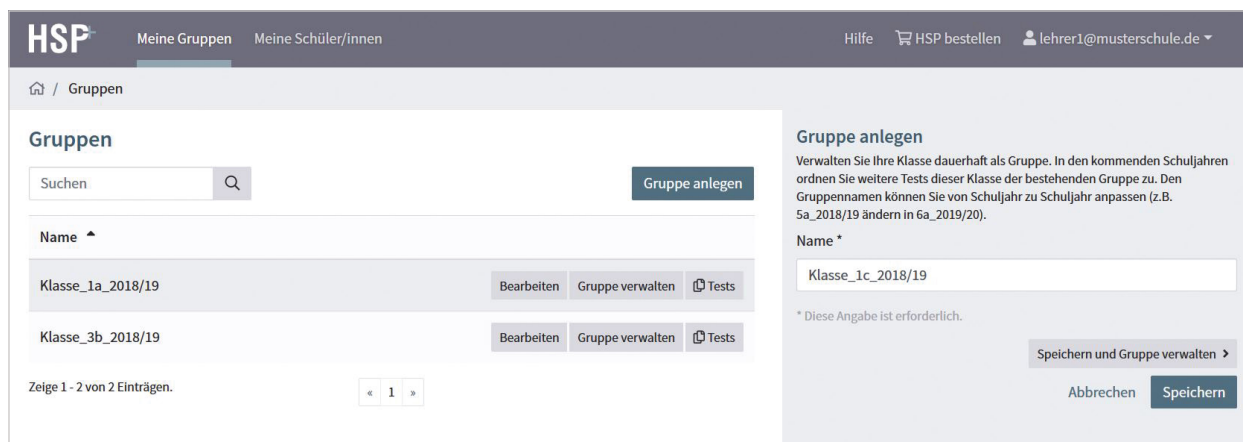 HSP+ Meine Gruppen Meine Schüler/innen Hilfe HSP bestellen lehrer1@musterschule.de
/ Gruppen
Gruppen
Suchen
Gruppe anlegen
Name
Klasse_1a_2018/19 Bearbeiten Gruppe verwalten Tests
Klasse_3b_2018/19 Bearbeiten Gruppe verwalten Tests
Zeige 1 - 2 von 2 Einträgen. « 1 »
Gruppe anlegen
Verwalten Sie Ihre Klasse dauerhaft als Gruppe. In den kommenden Schuljahren
ordnen Sie weitere Tests dieser Klasse der bestehenden Gruppe zu. Den
Gruppennamen können Sie von Schuljahr zu Schuljahr anpassen (z.B.
5a_2018/19 ändern in 6a_2019/20).
Name *
Klasse_1c_2018/19
* Diese Angabe ist erforderlich.
Speichern und Gruppe verwalten >
Abbrechen Speichern